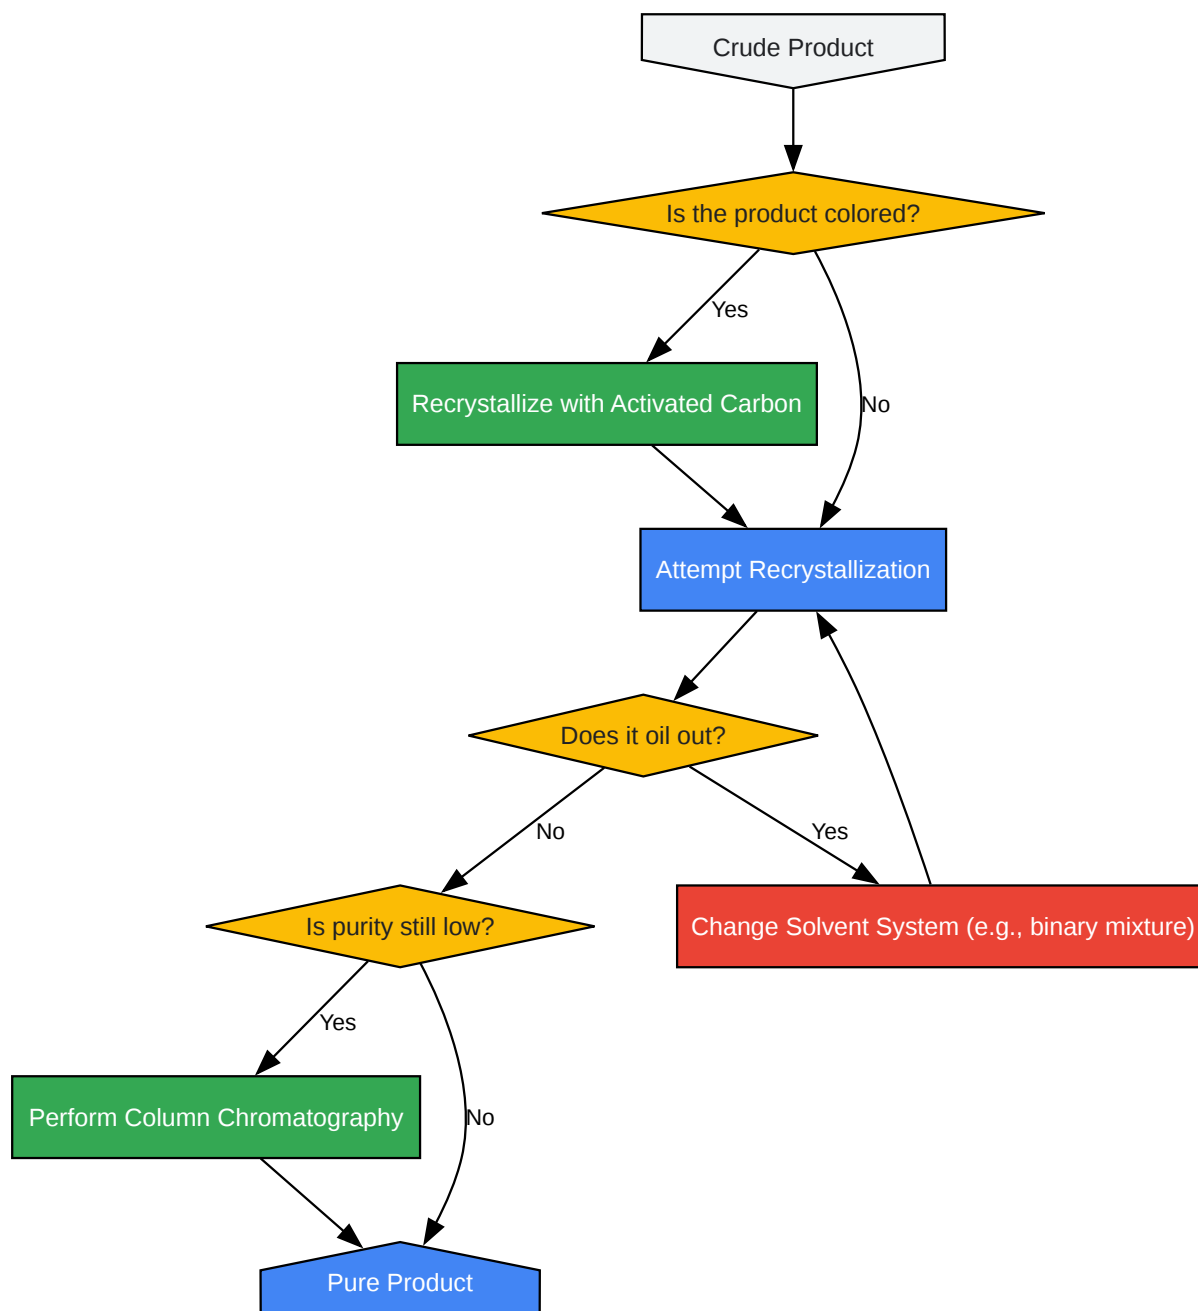 Crude Product
Is the product colored?
Yes
Recrystallize with Activated Carbon
No
Attempt Recrystallization
Does it oil out?
No
Yes
Is purity still low?
Change Solvent System (e.g., binary mixture)
Yes
Perform Column Chromatography
No
Pure Product